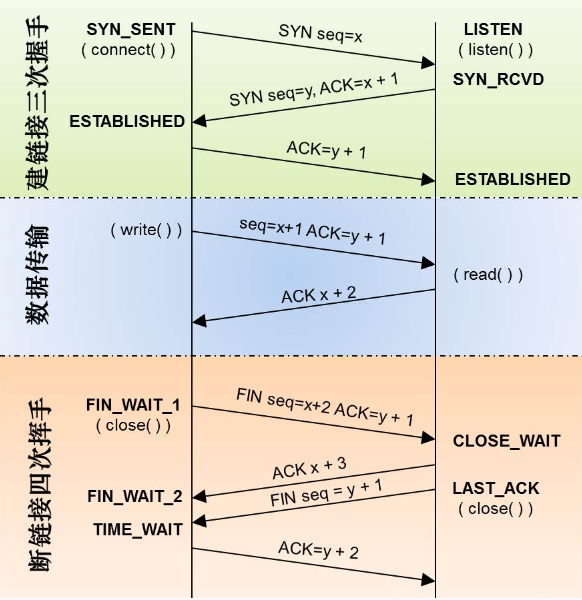 建链接三次握手
SYN_SENT
( connect( ) )
SYN seq=x
LISTEN
( listen( ) )
SYN_RCVD
SYN seq=y, ACK=x + 1
ESTABLISHED
ACK=y + 1
ESTABLISHED
数据传输
( write( ) )
seq=x+1 ACK=y + 1
( read( ) )
ACK x + 2
断链接四次挥手
FIN_WAIT_1
( close( ) )
FIN seq=x+2 ACK=y + 1
CLOSE_WAIT
ACK x + 3
FIN_WAIT_2
FIN seq = y + 1
LAST_ACK
( close( ) )
TIME_WAIT
ACK=y + 2